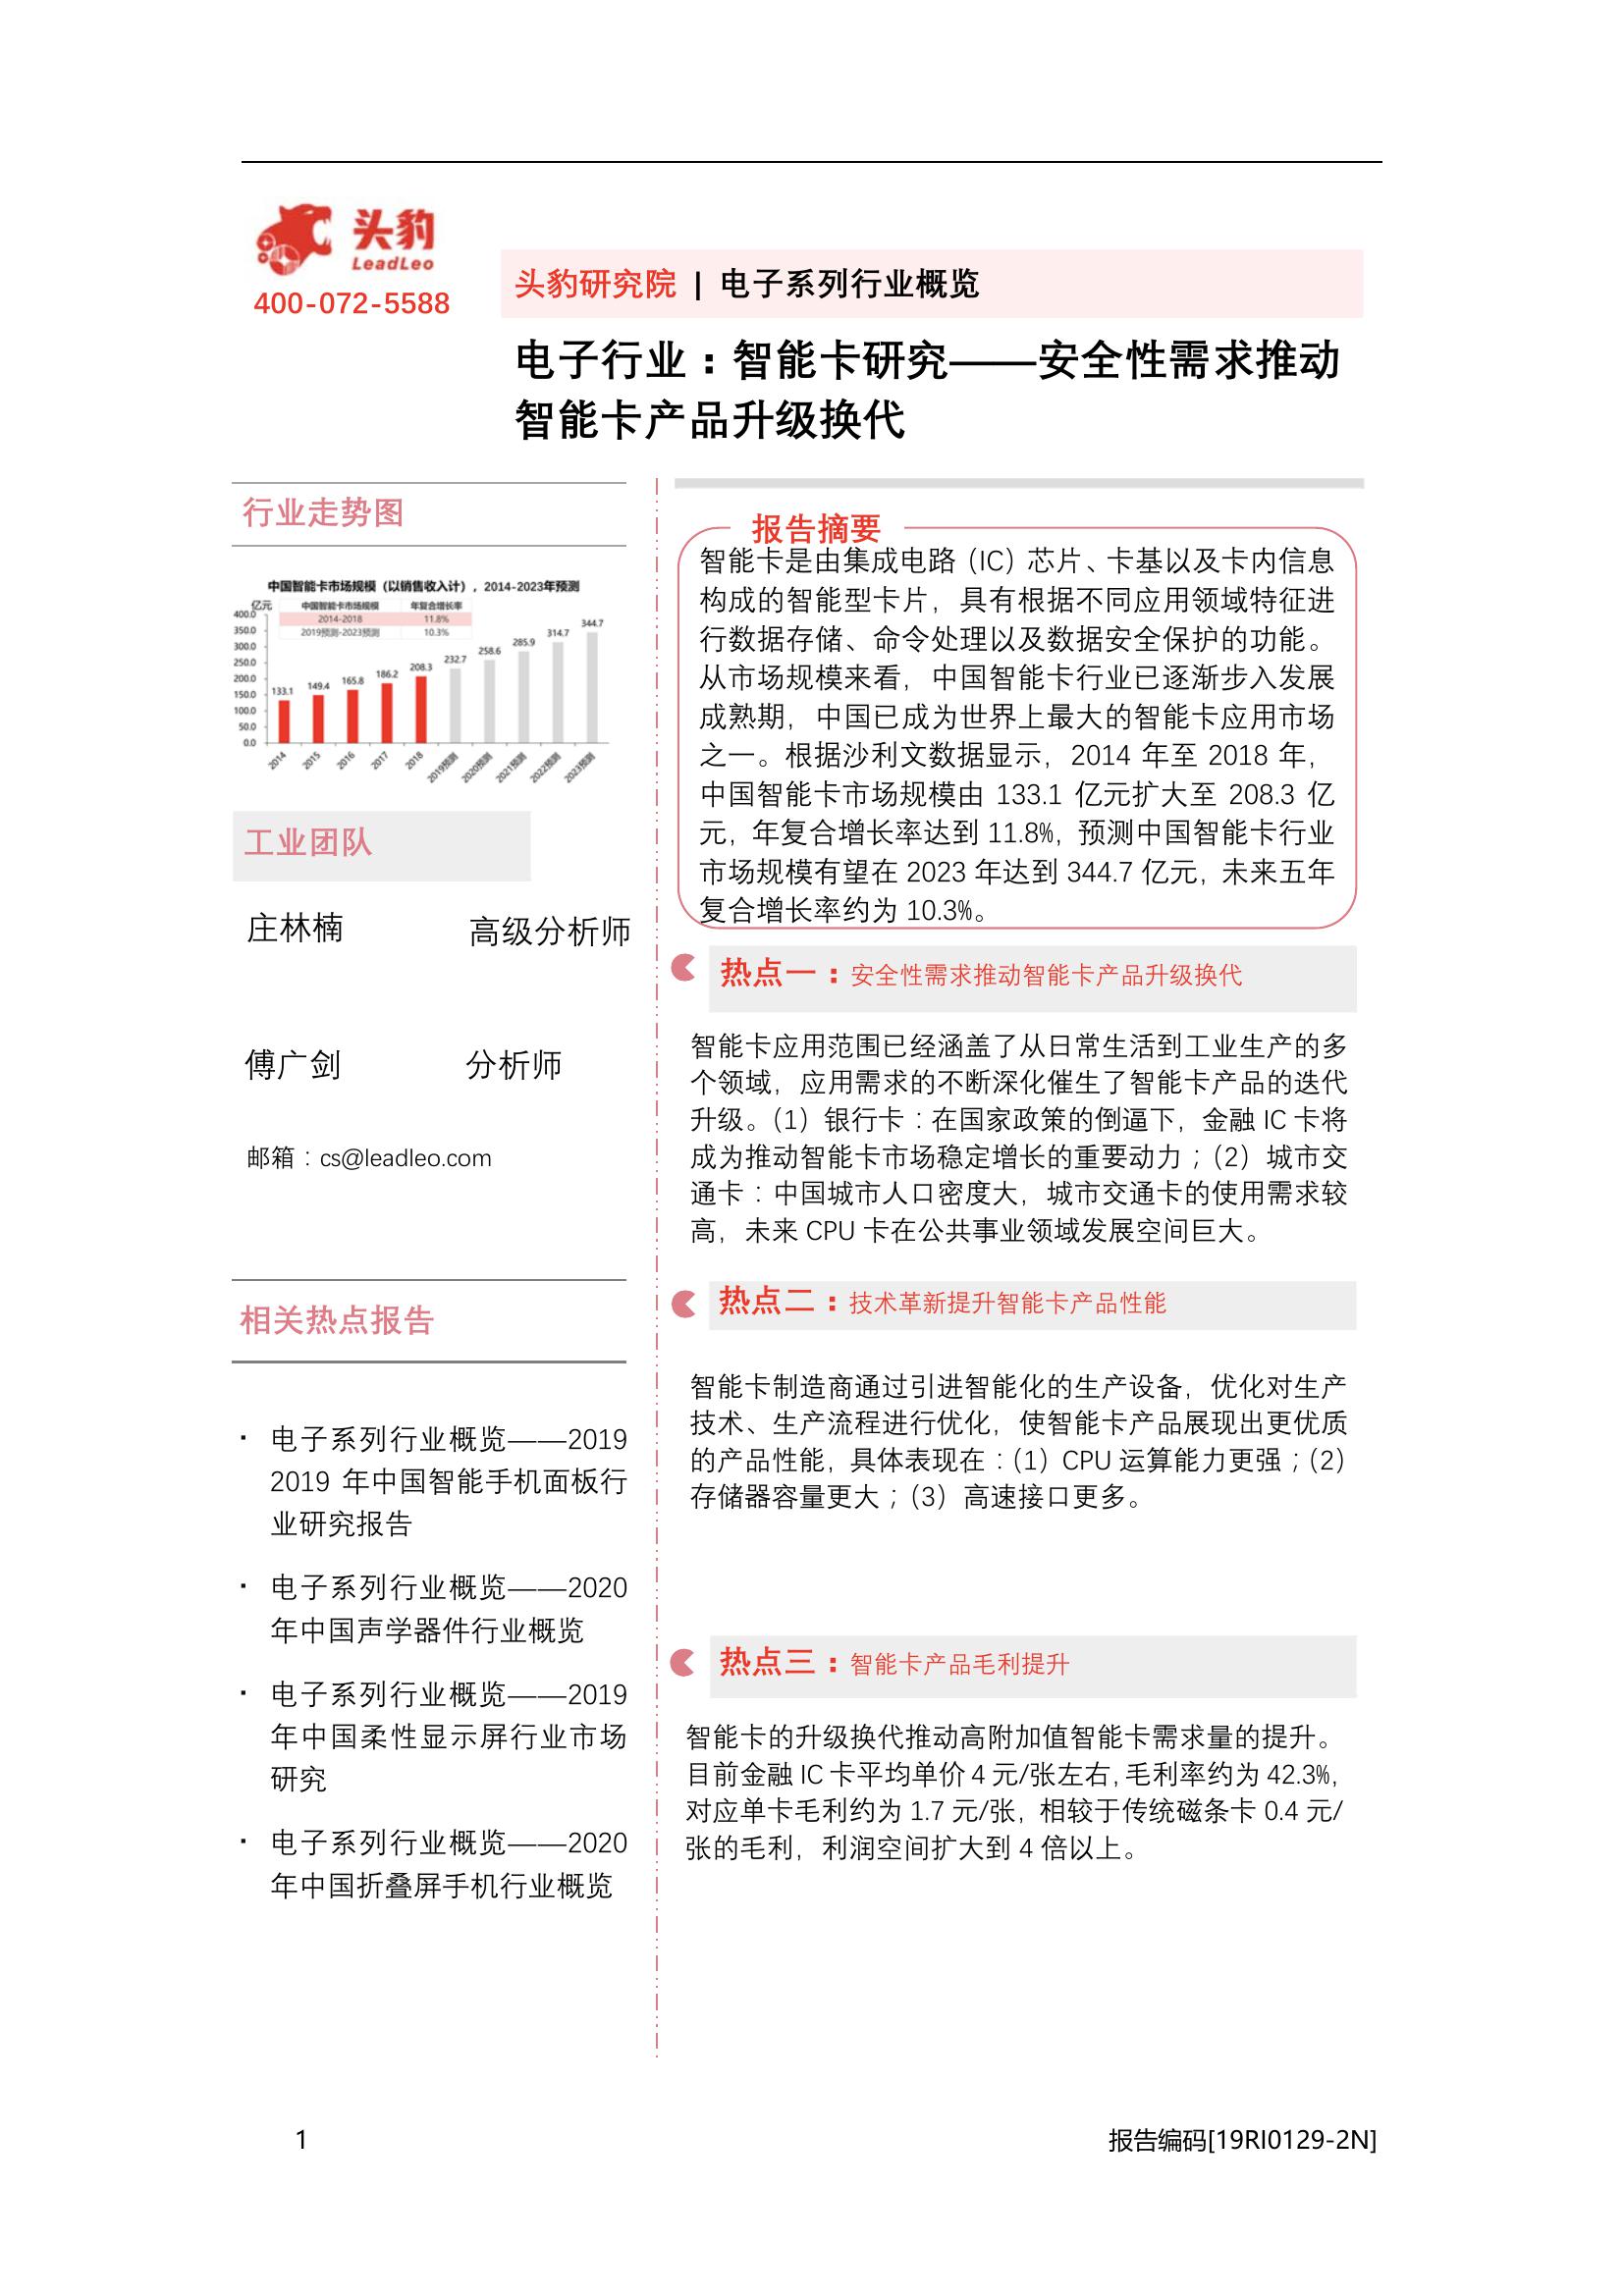 头豹
LeadLeo
400-072-5588
头豹研究院 | 电子系列行业概览
电子行业：智能卡研究——安全性需求推动
智能卡产品升级换代
行业走势图
中国智能卡市场规模（以销售收入计），2014-2023年预测
亿元
中国智能卡市场规模 年复合增长率
2014-2018 11.8%
2019预测-2023预测 10.3%
400.0
350.0
300.0
250.0
200.0
150.0
100.0
50.0
0.0
133.1 149.4 165.8 186.2 208.3 232.7 258.6 285.9 314.7 344.7
2014 2015 2016 2017 2018 2019预测 2020预测 2021预测 2022预测 2023预测
工业团队
庄林楠 高级分析师
傅广剑 分析师
邮箱：cs@leadleo.com
相关热点报告
· 电子系列行业概览——2019
2019 年中国智能手机面板行
业研究报告
· 电子系列行业概览——2020
年中国声学器件行业概览
· 电子系列行业概览——2019
年中国柔性显示屏行业市场
研究
· 电子系列行业概览——2020
年中国折叠屏手机行业概览
报告摘要
智能卡是由集成电路（IC）芯片、卡基以及卡内信息
构成的智能型卡片，具有根据不同应用领域特征进
行数据存储、命令处理以及数据安全保护的功能。
从市场规模来看，中国智能卡行业已逐渐步入发展
成熟期，中国已成为世界上最大的智能卡应用市场
之一。根据沙利文数据显示，2014 年至 2018 年，
中国智能卡市场规模由 133.1 亿元扩大至 208.3 亿
元，年复合增长率达到 11.8%，预测中国智能卡行业
市场规模有望在 2023 年达到 344.7 亿元，未来五年
复合增长率约为 10.3%。
热点一：安全性需求推动智能卡产品升级换代
智能卡应用范围已经涵盖了从日常生活到工业生产的多
个领域，应用需求的不断深化催生了智能卡产品的迭代
升级。（1）银行卡：在国家政策的倒逼下，金融 IC 卡将
成为推动智能卡市场稳定增长的重要动力；（2）城市交
通卡：中国城市人口密度大，城市交通卡的使用需求较
高，未来 CPU 卡在公共事业领域发展空间巨大。
热点二：技术革新提升智能卡产品性能
智能卡制造商通过引进智能化的生产设备，优化对生产
技术、生产流程进行优化，使智能卡产品展现出更优质
的产品性能，具体表现在：（1）CPU 运算能力更强；（2）
存储器容量更大；（3）高速接口更多。
热点三：智能卡产品毛利提升
智能卡的升级换代推动高附加值智能卡需求量的提升。
目前金融 IC 卡平均单价 4 元/张左右，毛利率约为 42.3%，
对应单卡毛利约为 1.7 元/张，相较于传统磁条卡 0.4 元/
张的毛利，利润空间扩大到 4 倍以上。
1 报告编码[19RI0129-2N]